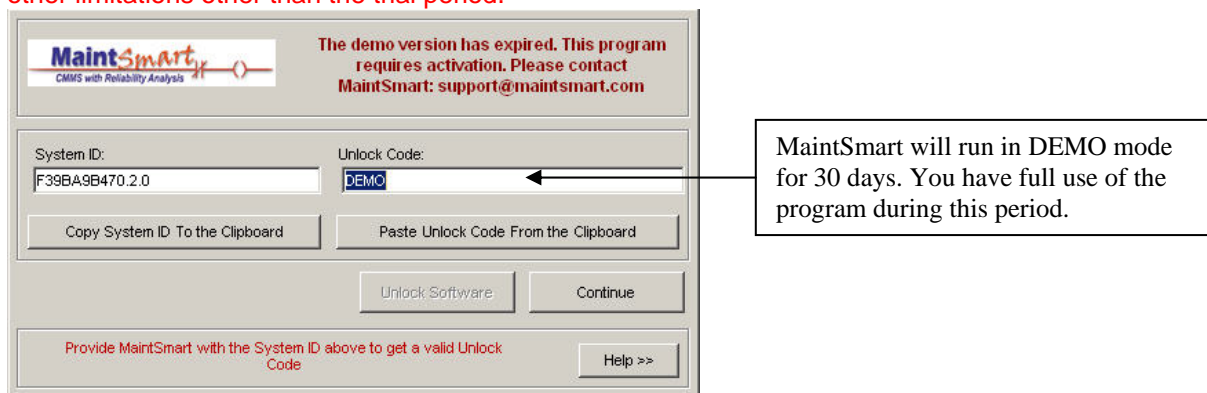 other limitations other than the trial period.
MaintSmart
CMMS with Reliability Analysis
The demo version has expired. This program
requires activation. Please contact
MaintSmart: support@maintsmart.com
System ID:
Unlock Code:
F39BA9B470.2.0
DEMO
MaintSmart will run in DEMO mode
for 30 days. You have full use of the
program during this period.
Copy System ID To the Clipboard
Paste Unlock Code From the Clipboard
Unlock Software
Continue
Provide MaintSmart with the System ID above to get a valid Unlock
Code
Help >>